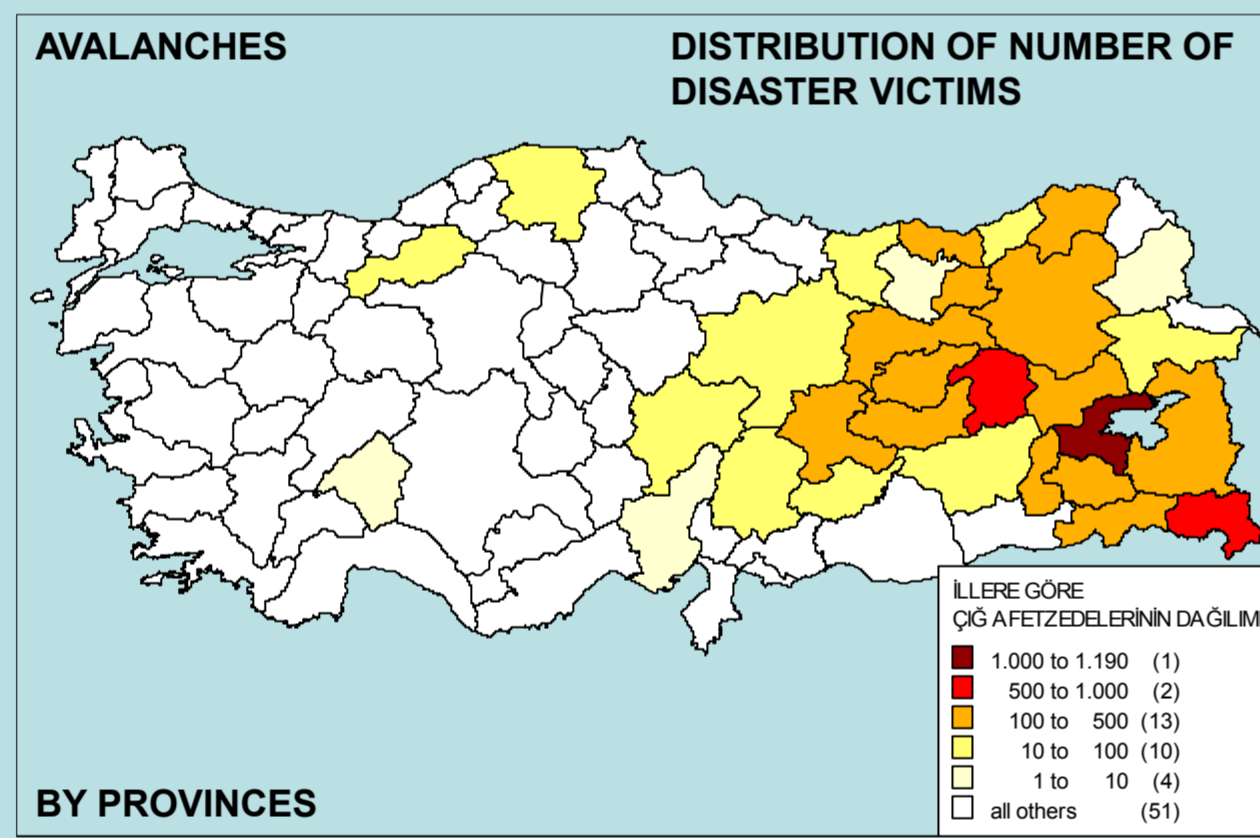 AVALANCHES
DISTRIBUTION OF NUMBER OF
DISASTER VICTIMS
İLLERE GÖRE
ÇIĞ AFETZEDELERİNİN DAĞILIMI
1.000 to 1.190 (1)
500 to 1.000 (2)
100 to 500 (13)
10 to 100 (10)
1 to 10 (4)
all others (51)
BY PROVINCES